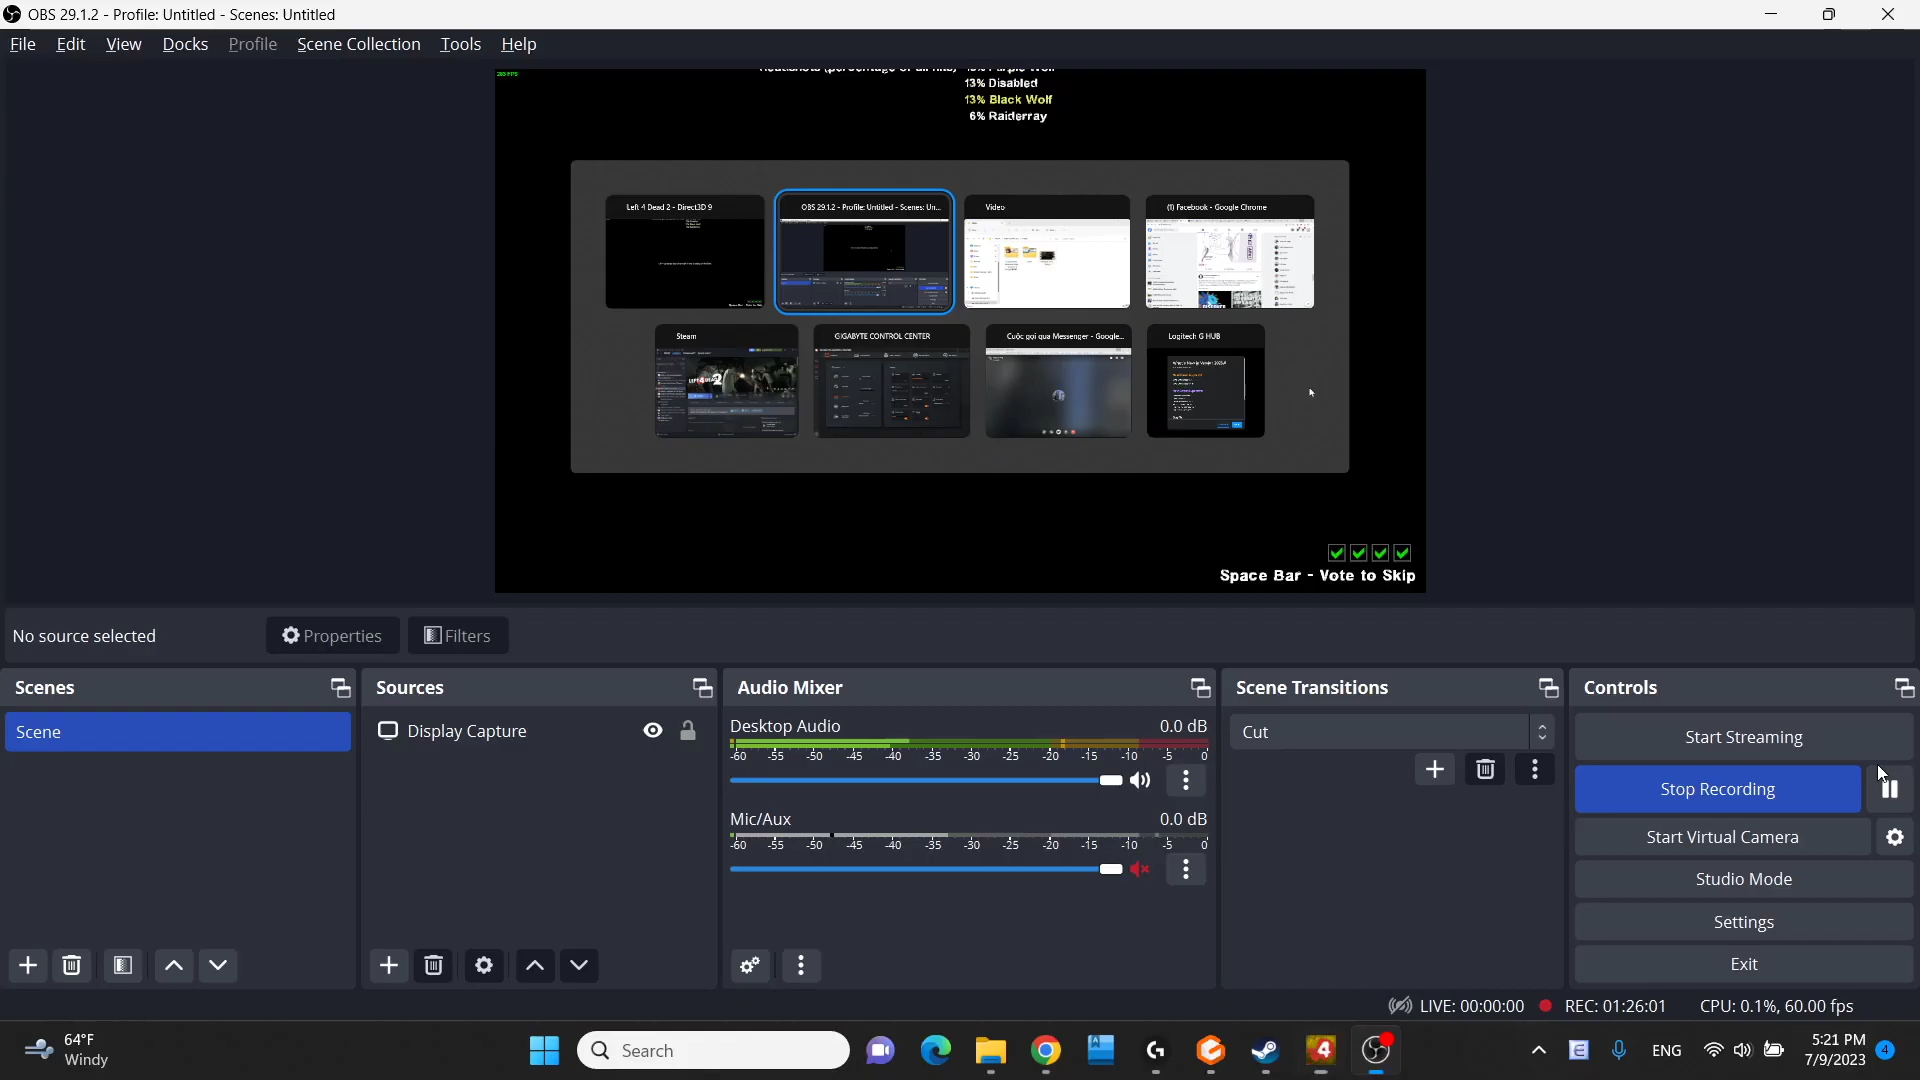 OBS 29.1.2 - Profile: Untitled - Scenes: Untitled
File Edit View Docks Profile Scene Collection Tools Help
283 FPS
13% Disabled
13% Black Wolf
6% Raiderray
Left 4 Dead 2 - Direct3D 9
OBS 29.1.2 - Profile: Untitled - Scenes: Un...
Video
(1) Facebook - Google Chrome
Steam
GIGABYTE CONTROL CENTER
Cuộc gọi qua Messenger - Google...
Logitech G HUB
Space Bar - Vote to Skip
No source selected
Properties
Filters
Scenes
Scene
Sources
Display Capture
Audio Mixer
Desktop Audio 0.0 dB
-60 -55 -50 -45 -40 -35 -30 -25 -20 -15 -10 -5 0
Mic/Aux 0.0 dB
-60 -55 -50 -45 -40 -35 -30 -25 -20 -15 -10 -5 0
Scene Transitions
Cut
Controls
Start Streaming
Stop Recording
Start Virtual Camera
Studio Mode
Settings
Exit
LIVE: 00:00:00 REC: 01:26:01 CPU: 0.1%, 60.00 fps
64°F
Windy
Search
ENG
5:21 PM
7/9/2023
4